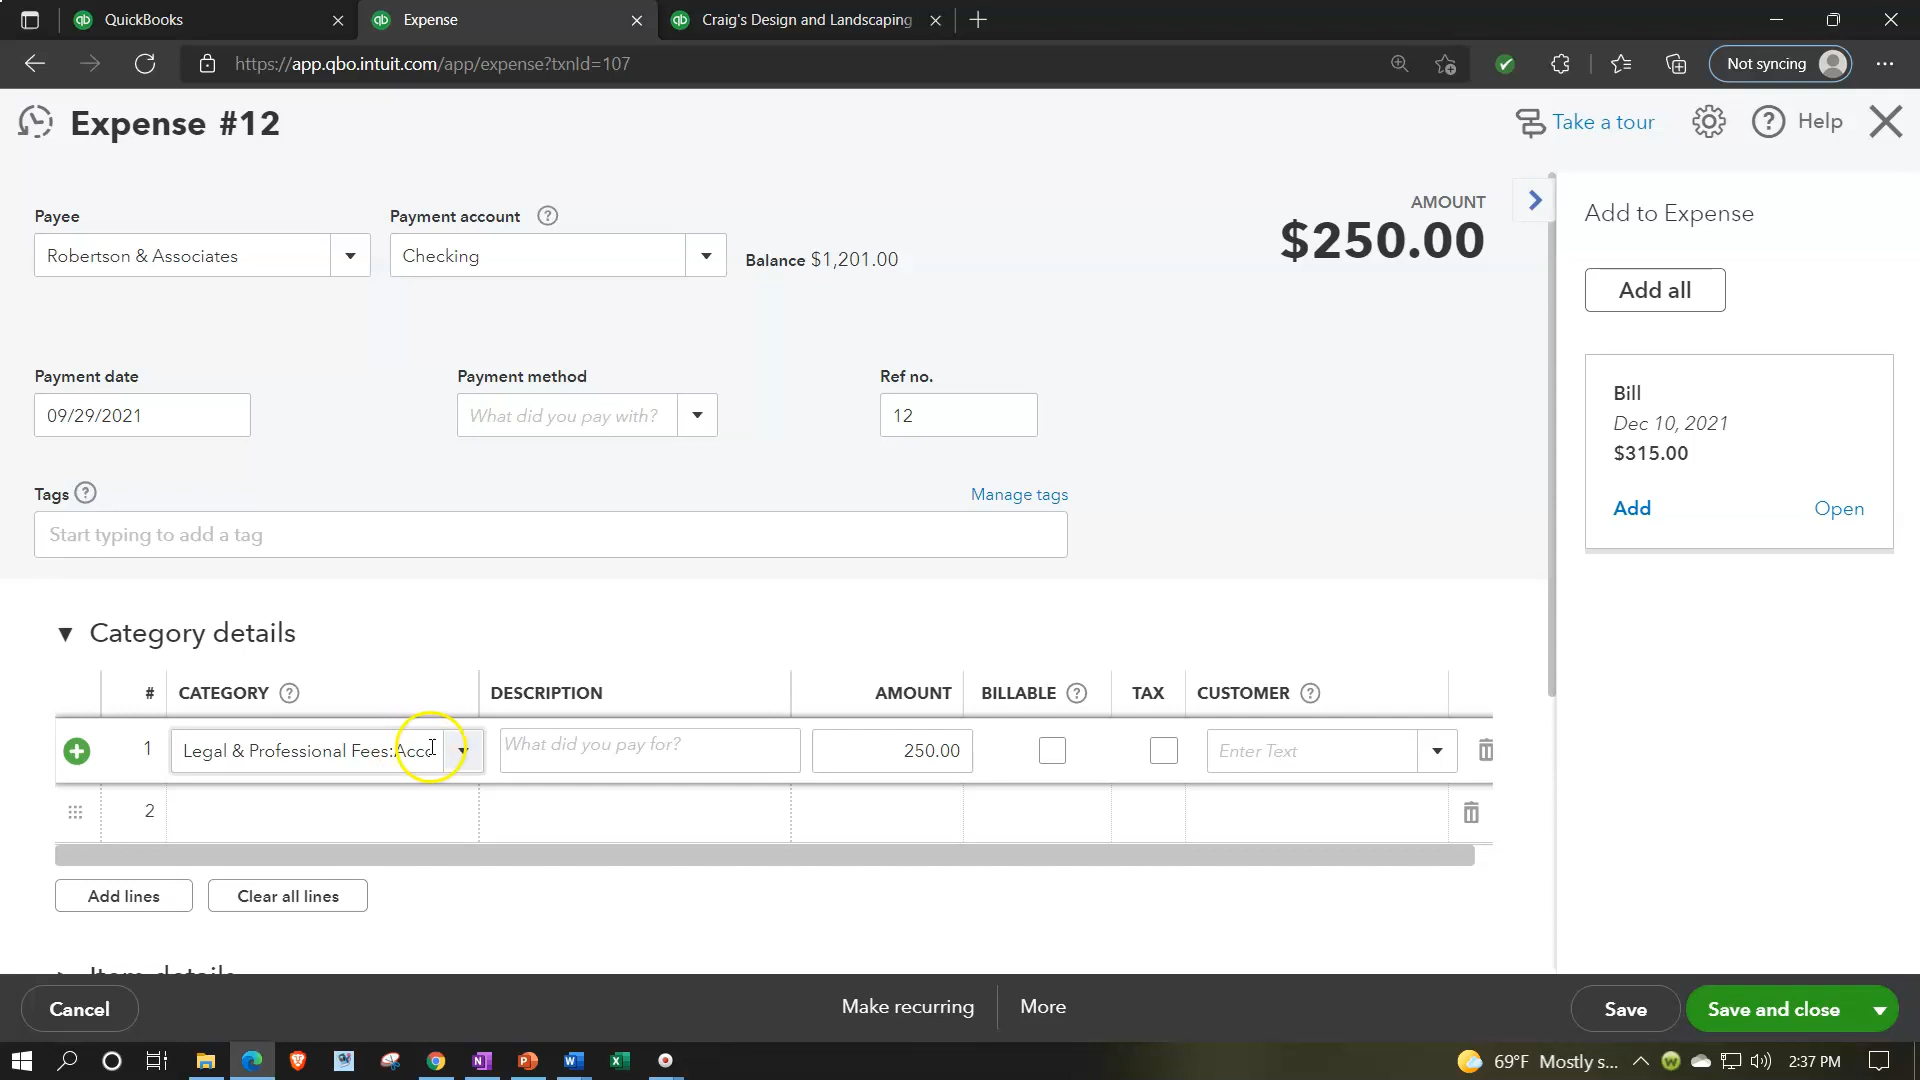 QuickBooks
Expense
Craig's Design and Landscaping
https://app.qbo.intuit.com/app/expense?txnId=107
Not syncing
Expense #12
Take a tour
Help
Payee
Payment account
AMOUNT
Robertson & Associates
Checking
Balance $1,201.00
$250.00
Add to Expense
Add all
Payment date
Payment method
Ref no.
09/29/2021
What did you pay with?
12
Bill
Dec 10, 2021
$315.00
Add
Open
Tags
Manage tags
Start typing to add a tag
Category details
# CATEGORY DESCRIPTION AMOUNT BILLABLE TAX CUSTOMER
1 Legal & Professional Fees:Acco What did you pay for? 250.00 Enter Text
2
Add lines
Clear all lines
Item details
Cancel
Make recurring
More
Save
Save and close
69°F Mostly s...
2:37 PM